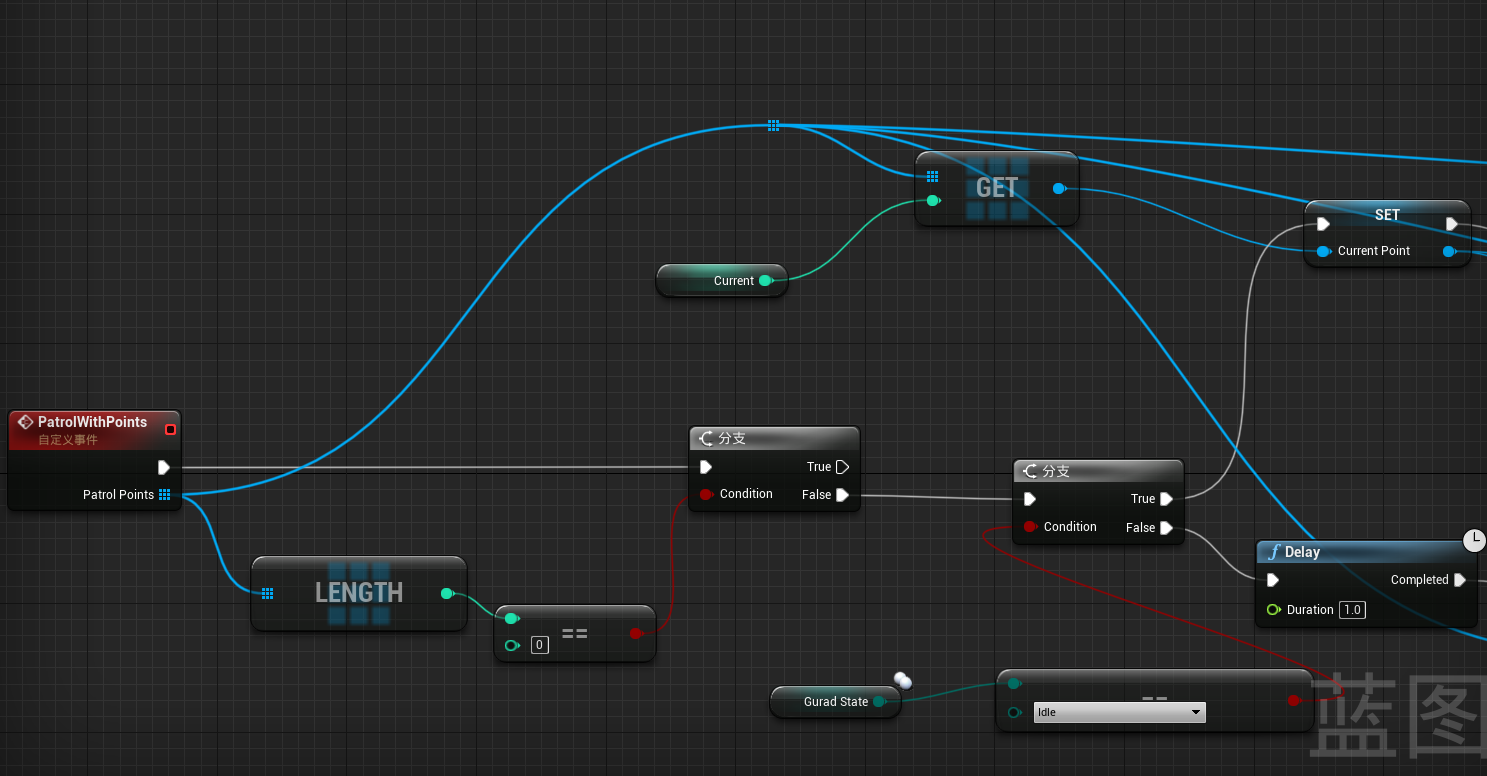 GET
SET
Current Point
Current
PatrolWithPoints
自定义事件
Patrol Points
分支
True
Condition
False
分支
True
Condition
False
Delay
Completed
Duration 1.0
LENGTH
==
0
Gurad State
==
Idle
蓝图